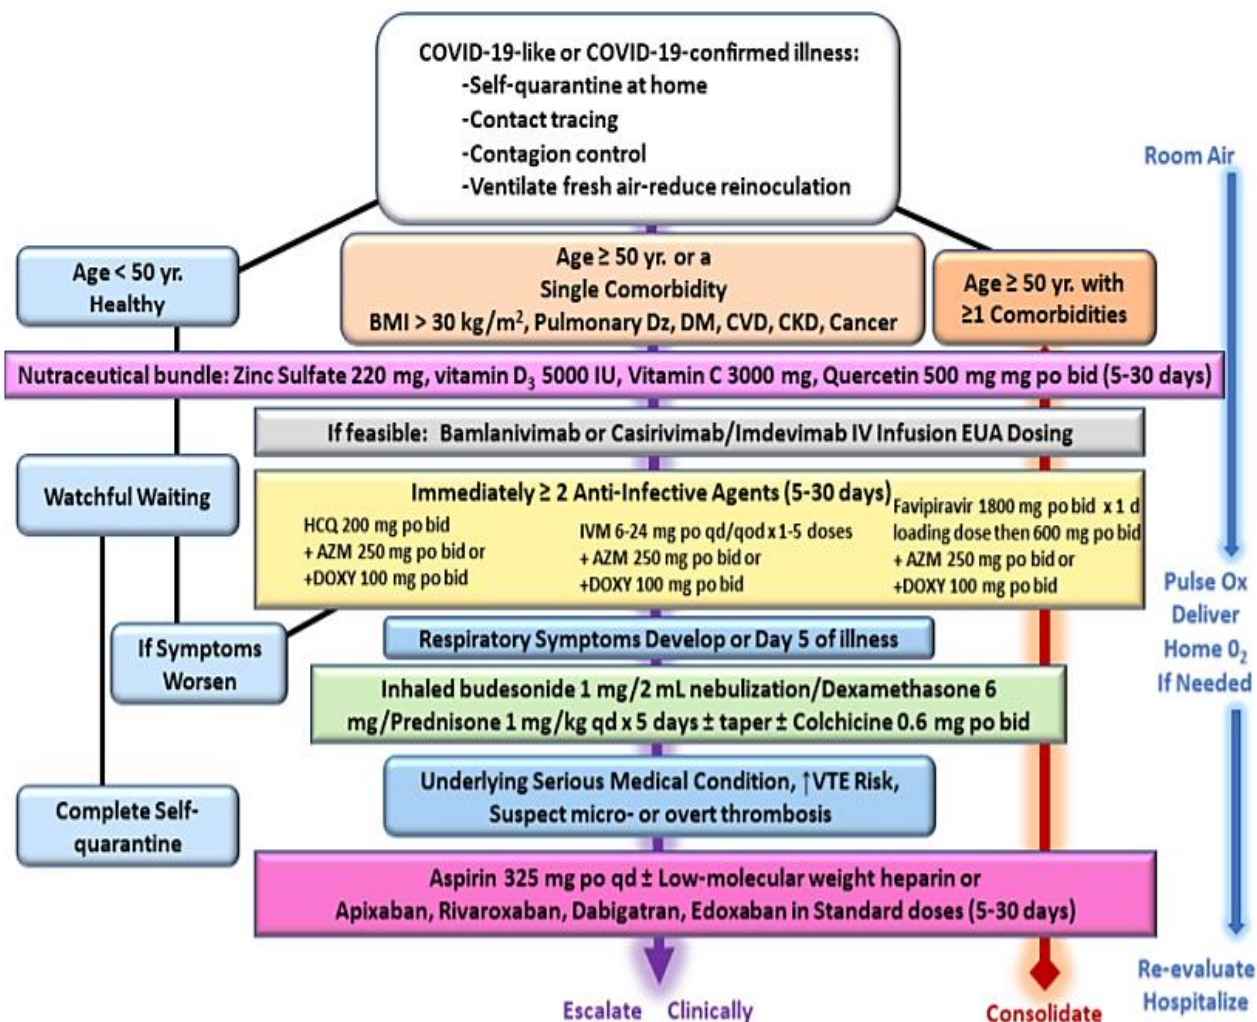 COVID-19-like or COVID-19-confirmed illness:
-Self-quarantine at home
-Contact tracing
-Contagion control
-Ventilate fresh air-reduce reinoculation
Room Air
Age < 50 yr.
Healthy
Age ≥ 50 yr. or a
Single Comorbidity
BMI > 30 kg/m², Pulmonary Dz, DM, CVD, CKD, Cancer
Age ≥ 50 yr. with
≥1 Comorbidities
Nutraceutical bundle: Zinc Sulfate 220 mg, vitamin D₃ 5000 IU, Vitamin C 3000 mg, Quercetin 500 mg mg po bid (5-30 days)
If feasible: Bamlanivimab or Casirivimab/Imdevimab IV Infusion EUA Dosing
Watchful Waiting
Immediately ≥ 2 Anti-Infective Agents (5-30 days)
HCQ 200 mg po bid
+ AZM 250 mg po bid or
+DOXY 100 mg po bid
IVM 6-24 mg po qd/qod x 1-5 doses
+ AZM 250 mg po bid or
+DOXY 100 mg po bid
Favipiravir 1800 mg po bid x 1 d
loading dose then 600 mg po bid
+ AZM 250 mg po bid or
+DOXY 100 mg po bid
Pulse Ox
Deliver
Home 0₂
If Needed
If Symptoms
Worsen
Respiratory Symptoms Develop or Day 5 of illness
Inhaled budesonide 1 mg/2 mL nebulization/Dexamethasone 6
mg/Prednisone 1 mg/kg qd x 5 days ± taper ± Colchicine 0.6 mg po bid
Underlying Serious Medical Condition, ↑VTE Risk,
Suspect micro- or overt thrombosis
Complete Self-
quarantine
Aspirin 325 mg po qd ± Low-molecular weight heparin or
Apixaban, Rivaroxaban, Dabigatran, Edoxaban in Standard doses (5-30 days)
Escalate Clinically
Consolidate
Re-evaluate
Hospitalize